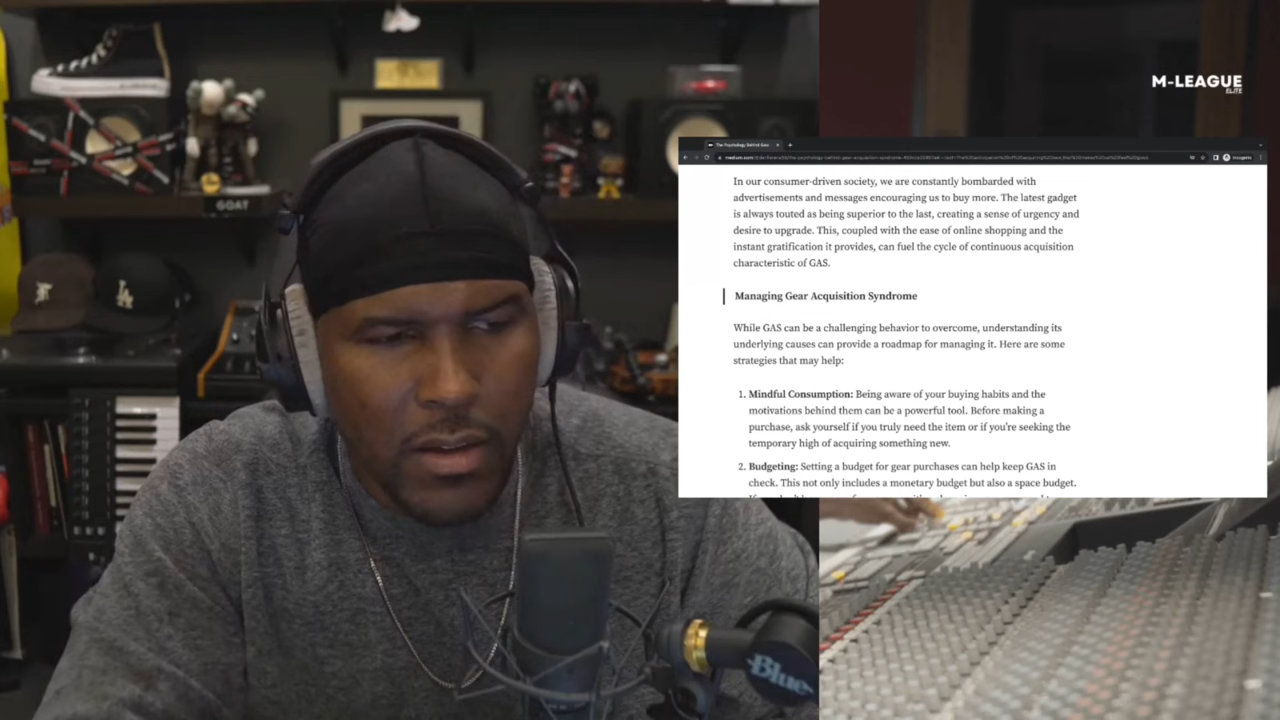 M-LEAGUE
ELITE
The Psychology Behind Gear
Incognito
In our consumer-driven society, we are constantly bombarded with
advertisements and messages encouraging us to buy more. The latest gadget
is always touted as being superior to the last, creating a sense of urgency and
desire to upgrade. This, coupled with the ease of online shopping and the
instant gratification it provides, can fuel the cycle of continuous acquisition
characteristic of GAS.
Managing Gear Acquisition Syndrome
While GAS can be a challenging behavior to overcome, understanding its
underlying causes can provide a roadmap for managing it. Here are some
strategies that may help:
1. Mindful Consumption: Being aware of your buying habits and the
motivations behind them can be a powerful tool. Before making a
purchase, ask yourself if you truly need the item or if you're seeking the
temporary high of acquiring something new.
2. Budgeting: Setting a budget for gear purchases can help keep GAS in
check. This not only includes a monetary budget but also a space budget.
GOAT
LA
Blue